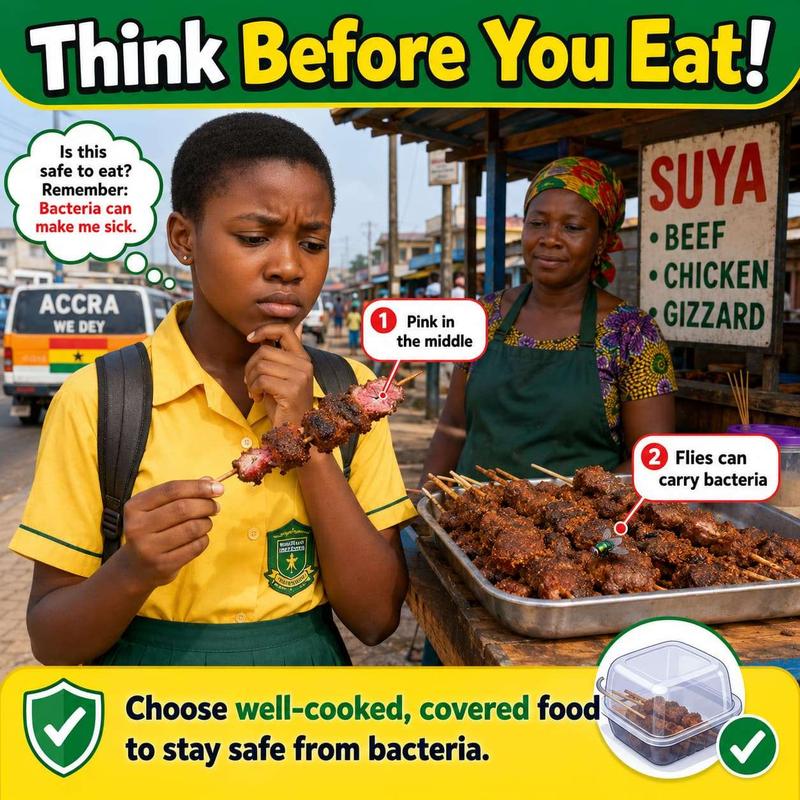 Think Before You Eat!
Is this
safe to eat?
Remember:
Bacteria can
make me sick.
SUYA
• BEEF
• CHICKEN
• GIZZARD
ACCRA
WE DEY
1 Pink in
the middle
2 Flies can
carry bacteria
Choose well-cooked, covered food
to stay safe from bacteria.